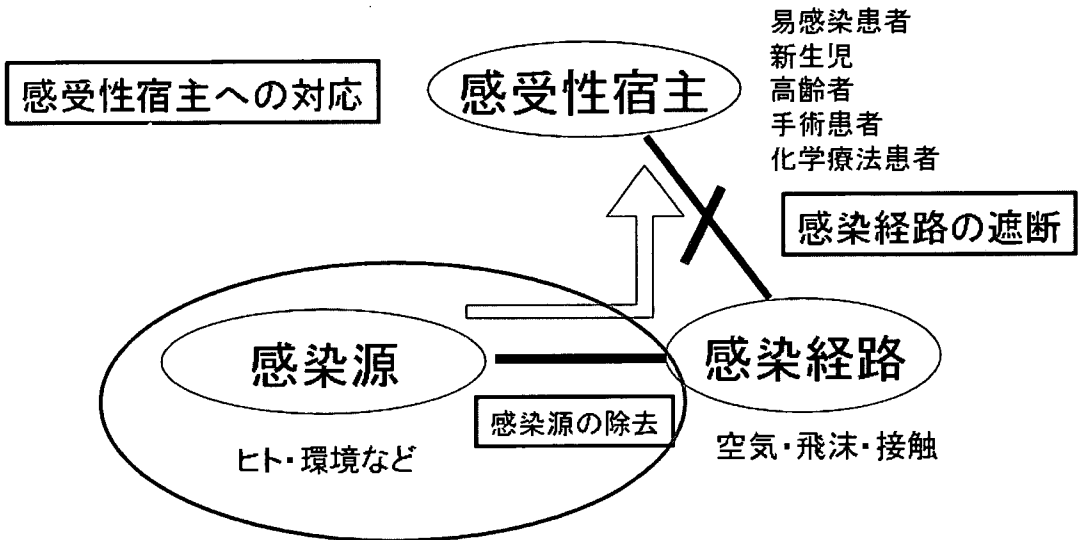 易感染患者
新生児
高齢者
手術患者
化学療法患者
感受性宿主への対応
感受性宿主
感染経路の遮断
感染源
感染経路
感染源の除去
ヒト・環境など
空気・飛沫・接触